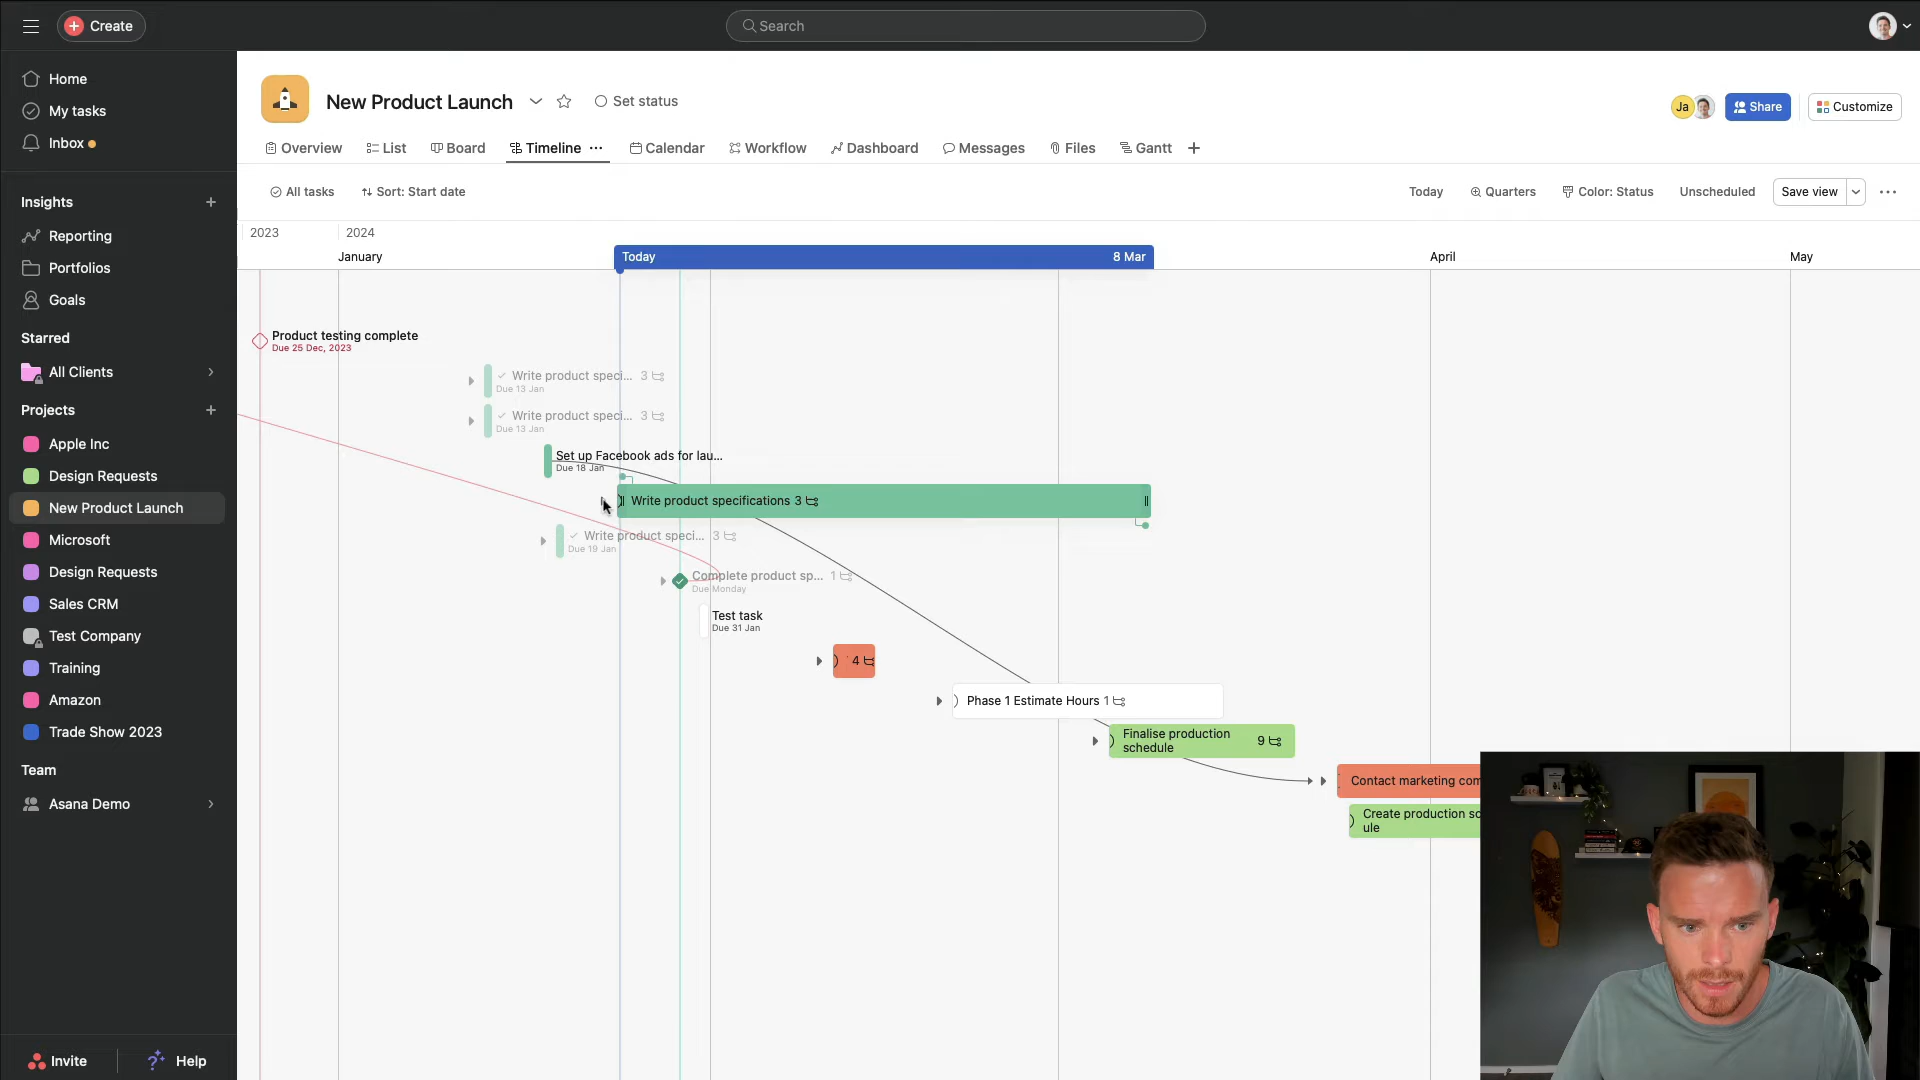 Create
Search
Home
My tasks
Inbox
Insights
Reporting
Portfolios
Goals
Starred
All Clients
Projects
Apple Inc
Design Requests
New Product Launch
Microsoft
Design Requests
Sales CRM
Test Company
Training
Amazon
Trade Show 2023
Team
Asana Demo
Invite
Help
New Product Launch
Set status
Ja
Share
Customize
Overview
List
Board
Timeline
Calendar
Workflow
Dashboard
Messages
Files
Gantt
All tasks
Sort: Start date
Today
Quarters
Color: Status
Unscheduled
Save view
2023
2024
January
Today
8 Mar
April
May
Product testing complete
Due 25 Dec, 2023
Write product speci... 3
Due 13 Jan
Write product speci... 3
Due 13 Jan
Set up Facebook ads for lau...
Due 18 Jan
Write product specifications 3
Write product speci... 3
Due 19 Jan
Complete product sp... 1
Due Monday
Test task
Due 31 Jan
4
Phase 1 Estimate Hours 1
Finalise production
schedule
9
Contact marketing com
Create production sc
ule